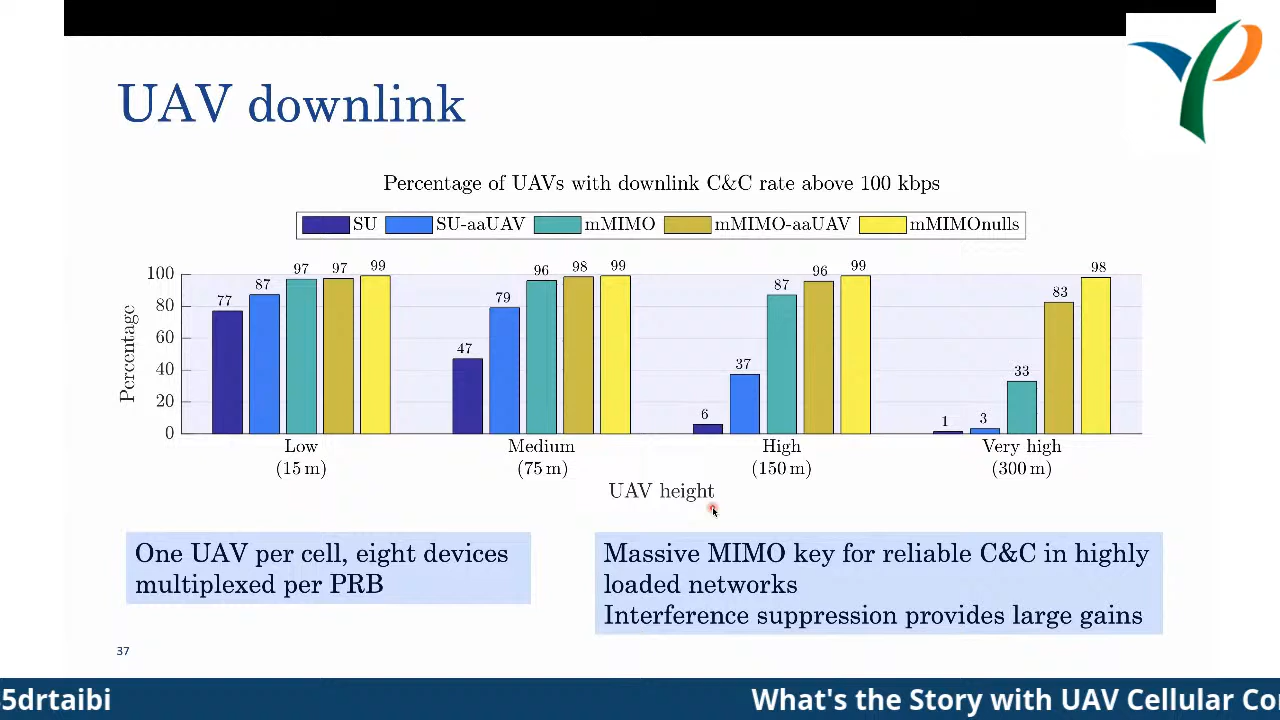 UAV downlink
Percentage of UAVs with downlink C&C rate above 100 kbps
SU SU-aaUAV mMIMO mMIMO-aaUAV mMIMOnulls
Percentage
100
80
60
40
20
0
77 87 97 97 99
47 79 96 98 99
6 37 87 96 99
1 3 33 83 98
Low Medium High Very high
(15 m) (75 m) (150 m) (300 m)
UAV height
One UAV per cell, eight devices
multiplexed per PRB
Massive MIMO key for reliable C&C in highly
loaded networks
Interference suppression provides large gains
37
5drtaibi What's the Story with UAV Cellular Co